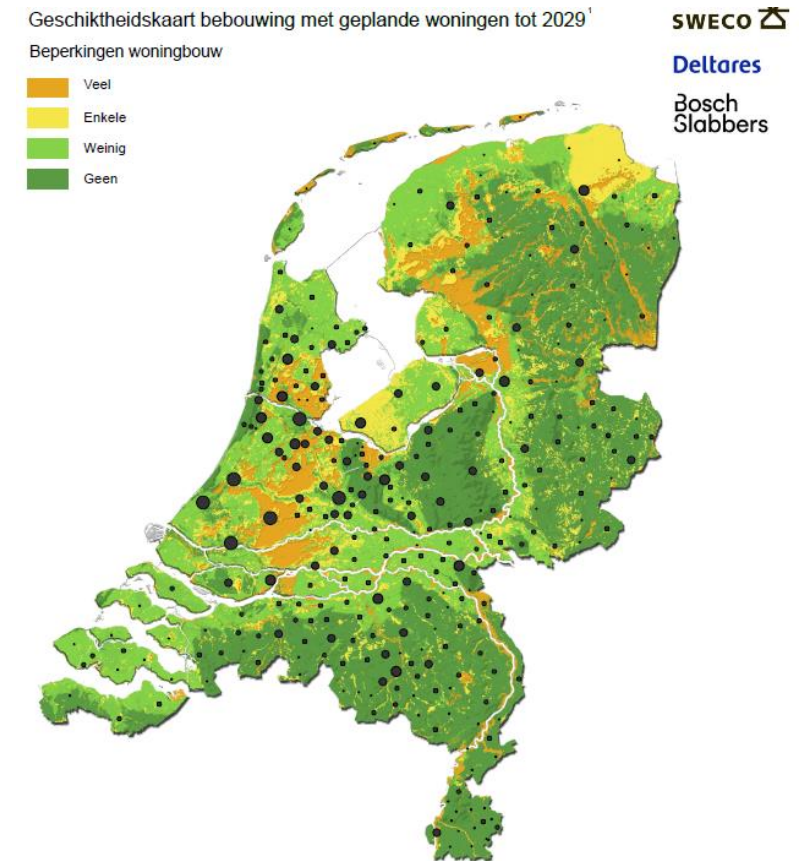 Geschiktheidskaart bebouwing met geplande woningen tot 2029¹
Beperkingen woningbouw
Veel
Enkele
Weinig
Geen
SWECO
Deltares
Bosch
Slabbers